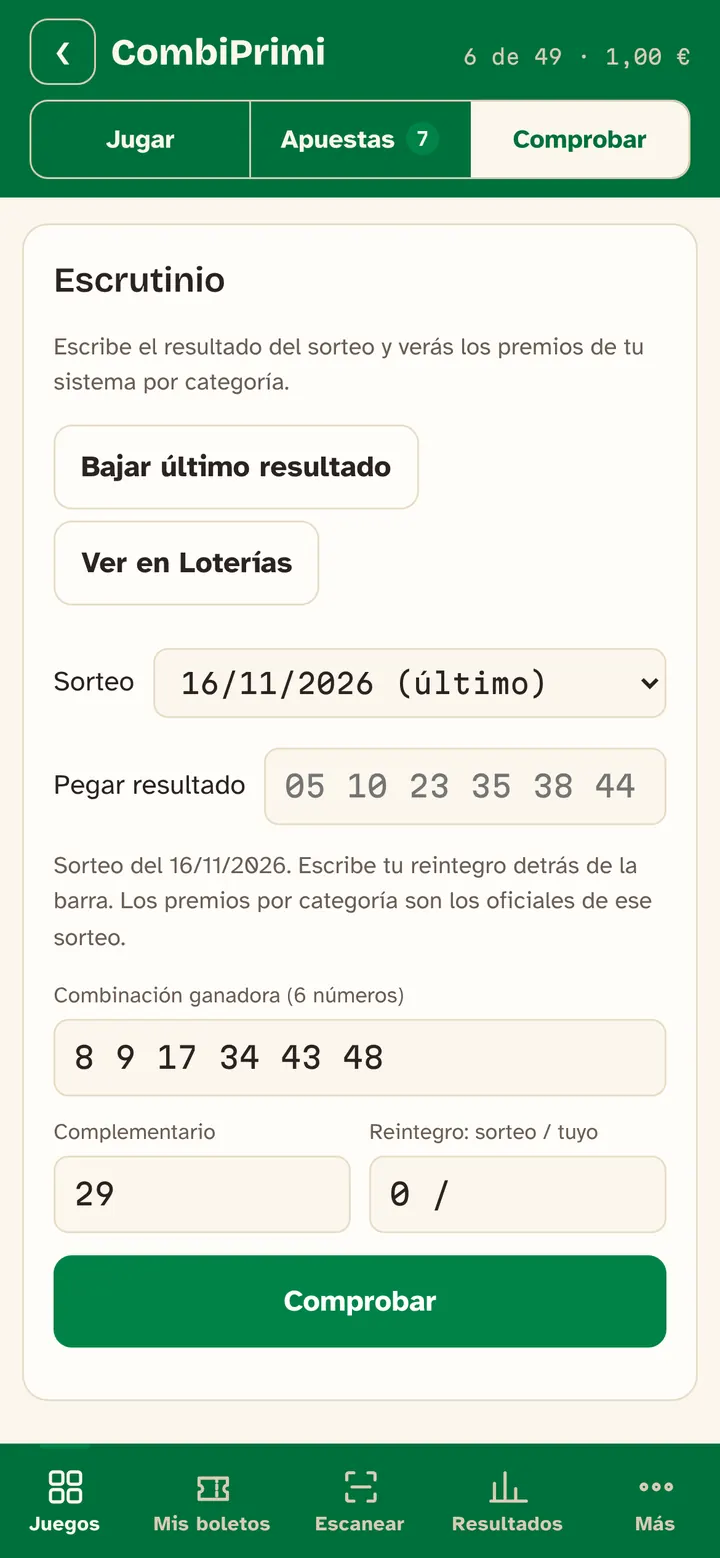 CombiPrimi
6 de 49 · 1,00 €
Jugar
Apuestas 7
Comprobar
Escrutinio
Escribe el resultado del sorteo y verás los premios de tu
sistema por categoría.
Bajar último resultado
Ver en Loterías
Sorteo
16/11/2026 (último)
Pegar resultado
05 10 23 35 38 44
Sorteo del 16/11/2026. Escribe tu reintegro detrás de la
barra. Los premios por categoría son los oficiales de ese
sorteo.
Combinación ganadora (6 números)
8 9 17 34 43 48
Complementario
Reintegro: sorteo / tuyo
29
0 /
Comprobar
Juegos
Mis boletos
Escanear
Resultados
Más